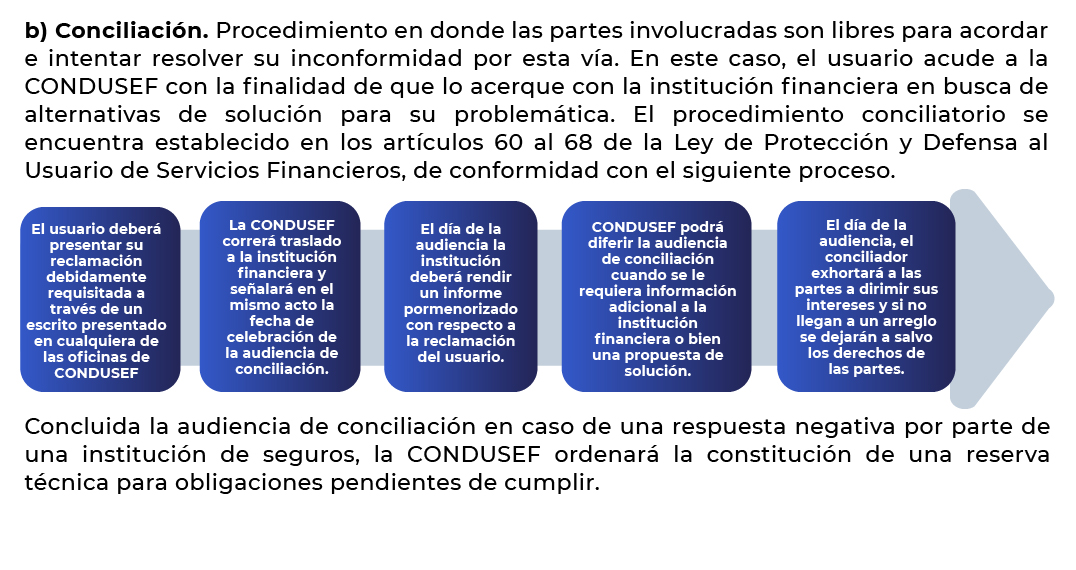 b) Conciliación. Procedimiento en donde las partes involucradas son libres para acordar
e intentar resolver su inconformidad por esta vía. En este caso, el usuario acude a la
CONDUSEF con la finalidad de que lo acerque con la institución financiera en busca de
alternativas de solución para su problemática. El procedimiento conciliatorio se
encuentra establecido en los artículos 60 al 68 de la Ley de Protección y Defensa al
Usuario de Servicios Financieros, de conformidad con el siguiente proceso.
El usuario deberá
presentar su
reclamación
debidamente
requisitada a
través de un
escrito presentado
en cualquiera de
las oficinas de
CONDUSEF
La CONDUSEF
correrá traslado
a la institución
financiera y
señalará en el
mismo acto la
fecha de
celebración de
la audiencia de
conciliación.
El día de la
audiencia la
institución
deberá rendir
un informe
pormenorizado
con respecto a
la reclamación
del usuario.
CONDUSEF podrá
diferir la audiencia
de conciliación
cuando se le
requiera información
adicional a la
institución
financiera o bien
una propuesta de
solución.
El día de la
audiencia, el
conciliador
exhortará a las
partes a dirimir sus
intereses y si no
llegan a un arreglo
se dejarán a salvo
los derechos de
las partes.
Concluida la audiencia de conciliación en caso de una respuesta negativa por parte de
una institución de seguros, la CONDUSEF ordenará la constitución de una reserva
técnica para obligaciones pendientes de cumplir.